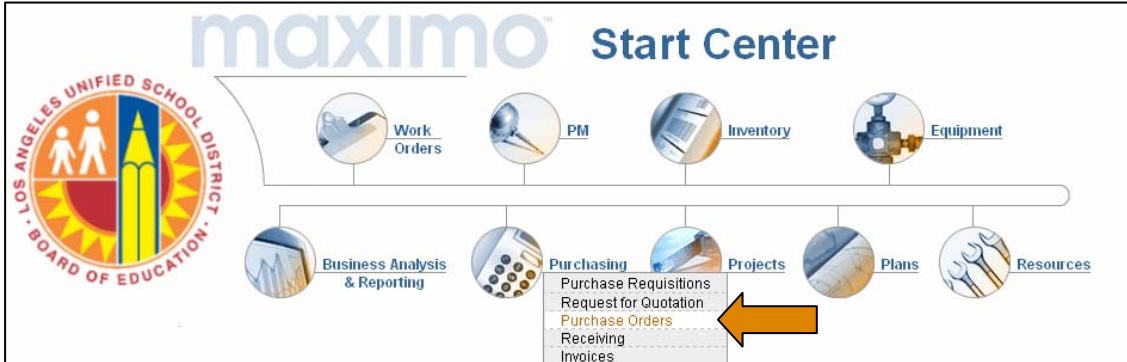 maximo™ Start Center
LOS ANGELES UNIFIED SCHOOL DISTRICT
· BOARD OF EDUCATION ·
Work
Orders
PM
Inventory
Equipment
Business Analysis
& Reporting
Purchasing
Projects
Plans
Resources
Purchase Requisitions
Request for Quotation
Purchase Orders
Receiving
Invoices